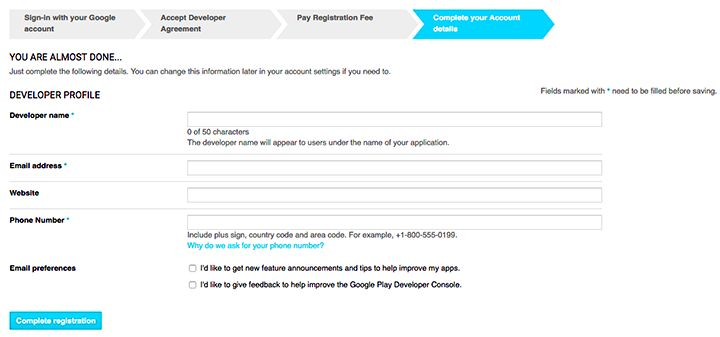 Sign-in with your Google account
Accept Developer Agreement
Pay Registration Fee
Complete your Account details
YOU ARE ALMOST DONE...
Just complete the following details. You can change this information later in your account settings if you need to.
DEVELOPER PROFILE
Fields marked with * need to be filled before saving.
Developer name *
0 of 50 characters
The developer name will appear to users under the name of your application.
Email address *
Website
Phone Number *
Include plus sign, country code and area code. For example, +1-800-555-0199.
Why do we ask for your phone number?
Email preferences
I'd like to get new feature announcements and tips to help improve my apps.
I'd like to give feedback to help improve the Google Play Developer Console.
Complete registration